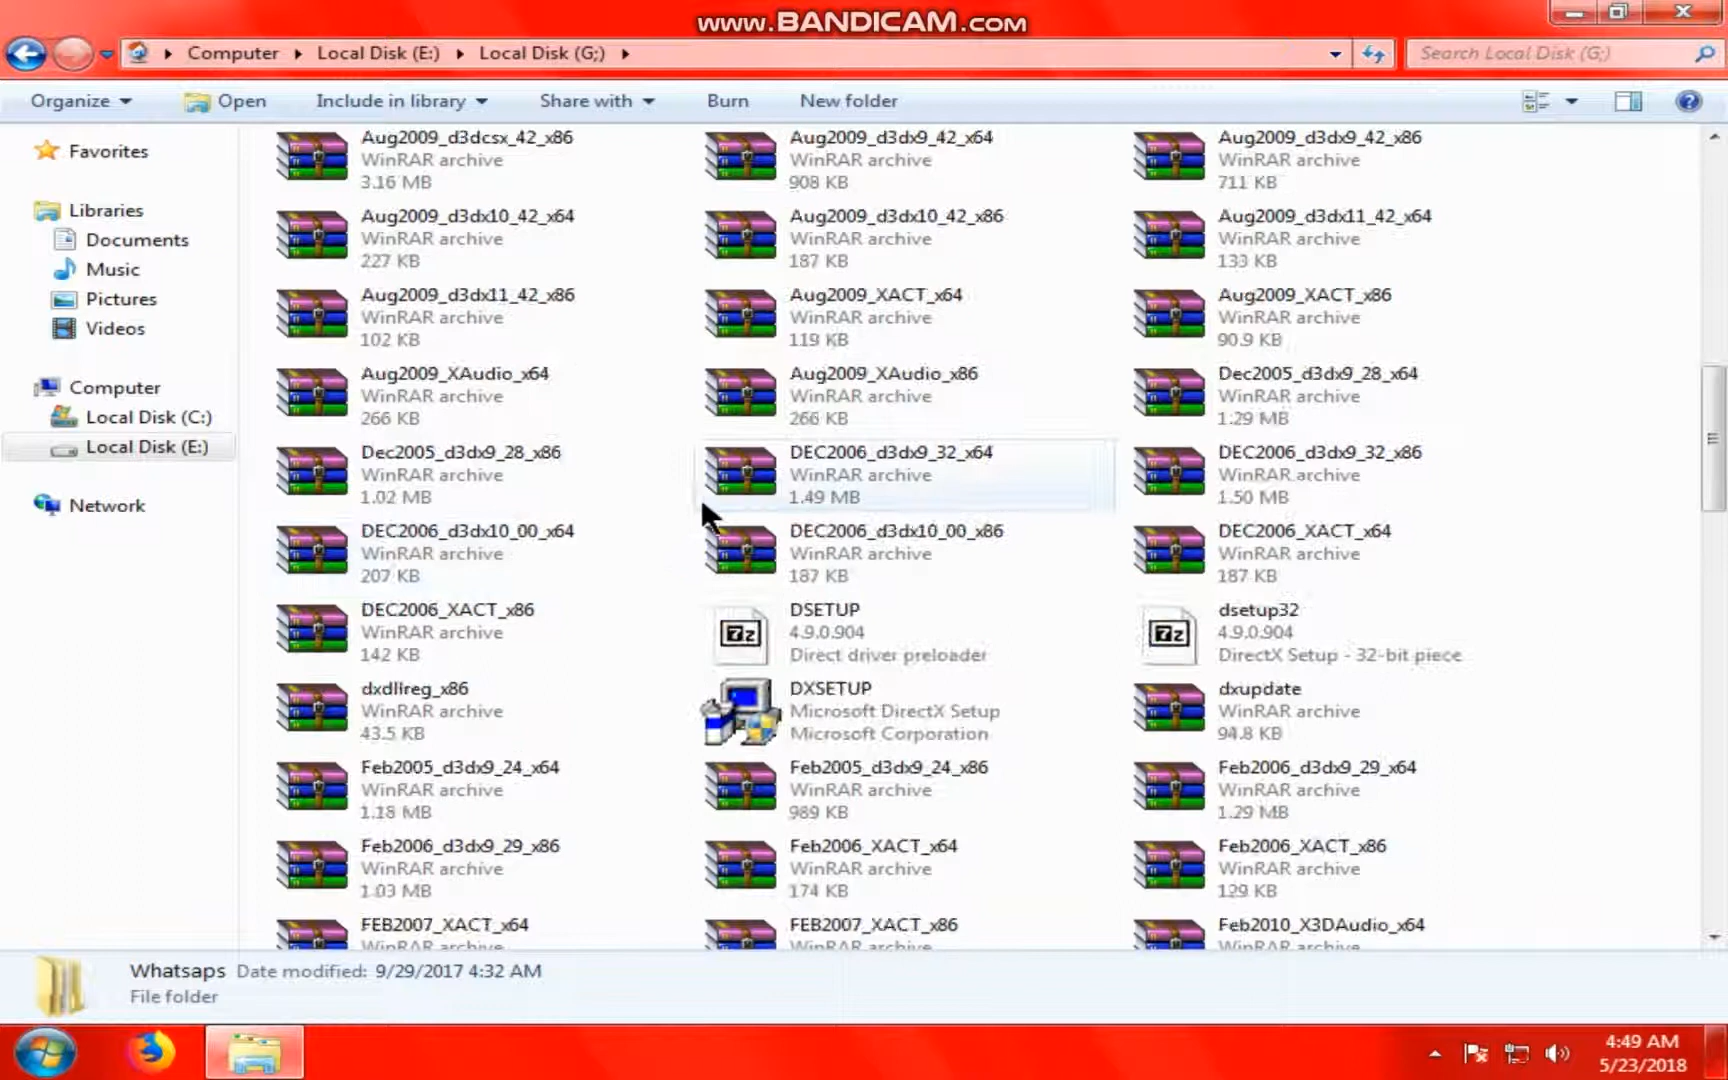 www.BANDICAM.com
Computer Local Disk (E:) Local Disk (G:)
Search Local Disk (G:)
Organize Open Include in library Share with Burn New folder
Favorites
Libraries
Documents
Music
Pictures
Videos
Computer
Local Disk (C:)
Local Disk (E:)
Network
Aug2009_d3dcsx_42_x86
WinRAR archive
3.16 MB
Aug2009_d3dx9_42_x64
WinRAR archive
908 KB
Aug2009_d3dx9_42_x86
WinRAR archive
711 KB
Aug2009_d3dx10_42_x64
WinRAR archive
227 KB
Aug2009_d3dx10_42_x86
WinRAR archive
187 KB
Aug2009_d3dx11_42_x64
WinRAR archive
133 KB
Aug2009_d3dx11_42_x86
WinRAR archive
102 KB
Aug2009_XACT_x64
WinRAR archive
119 KB
Aug2009_XACT_x86
WinRAR archive
90.9 KB
Aug2009_XAudio_x64
WinRAR archive
266 KB
Aug2009_XAudio_x86
WinRAR archive
266 KB
Dec2005_d3dx9_28_x64
WinRAR archive
1.29 MB
Dec2005_d3dx9_28_x86
WinRAR archive
1.02 MB
DEC2006_d3dx9_32_x64
WinRAR archive
1.49 MB
DEC2006_d3dx9_32_x86
WinRAR archive
1.50 MB
DEC2006_d3dx10_00_x64
WinRAR archive
207 KB
DEC2006_d3dx10_00_x86
WinRAR archive
187 KB
DEC2006_XACT_x64
WinRAR archive
187 KB
DEC2006_XACT_x86
WinRAR archive
142 KB
7z
DSETUP
4.9.0.904
Direct driver preloader
7z
dsetup32
4.9.0.904
DirectX Setup - 32-bit piece
dxdllreg_x86
WinRAR archive
43.5 KB
DXSETUP
Microsoft DirectX Setup
Microsoft Corporation
dxupdate
WinRAR archive
94.8 KB
Feb2005_d3dx9_24_x64
WinRAR archive
1.18 MB
Feb2005_d3dx9_24_x86
WinRAR archive
989 KB
Feb2006_d3dx9_29_x64
WinRAR archive
1.29 MB
Feb2006_d3dx9_29_x86
WinRAR archive
1.03 MB
Feb2006_XACT_x64
WinRAR archive
174 KB
Feb2006_XACT_x86
WinRAR archive
129 KB
FEB2007_XACT_x64
WinRAR archive
FEB2007_XACT_x86
WinRAR archive
Feb2010_X3DAudio_x64
WinRAR archive
Whatsaps Date modified: 9/29/2017 4:32 AM
File folder
4:49 AM
5/23/2018